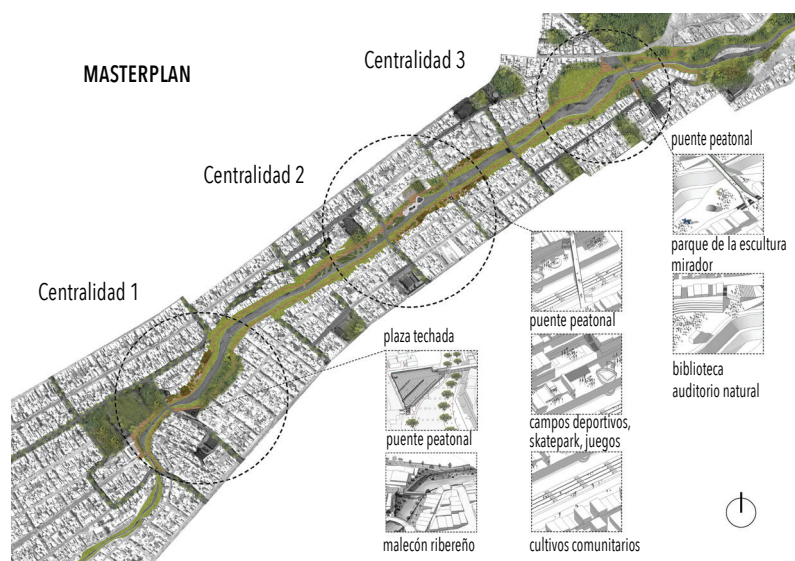 MASTERPLAN
Centralidad 3
Centralidad 2
Centralidad 1
plaza techada
puente peatonal
malecón ribereño
puente peatonal
campos deportivos,
skatepark, juegos
cultivos comunitarios
puente peatonal
parque de la escultura
mirador
biblioteca
auditorio natural